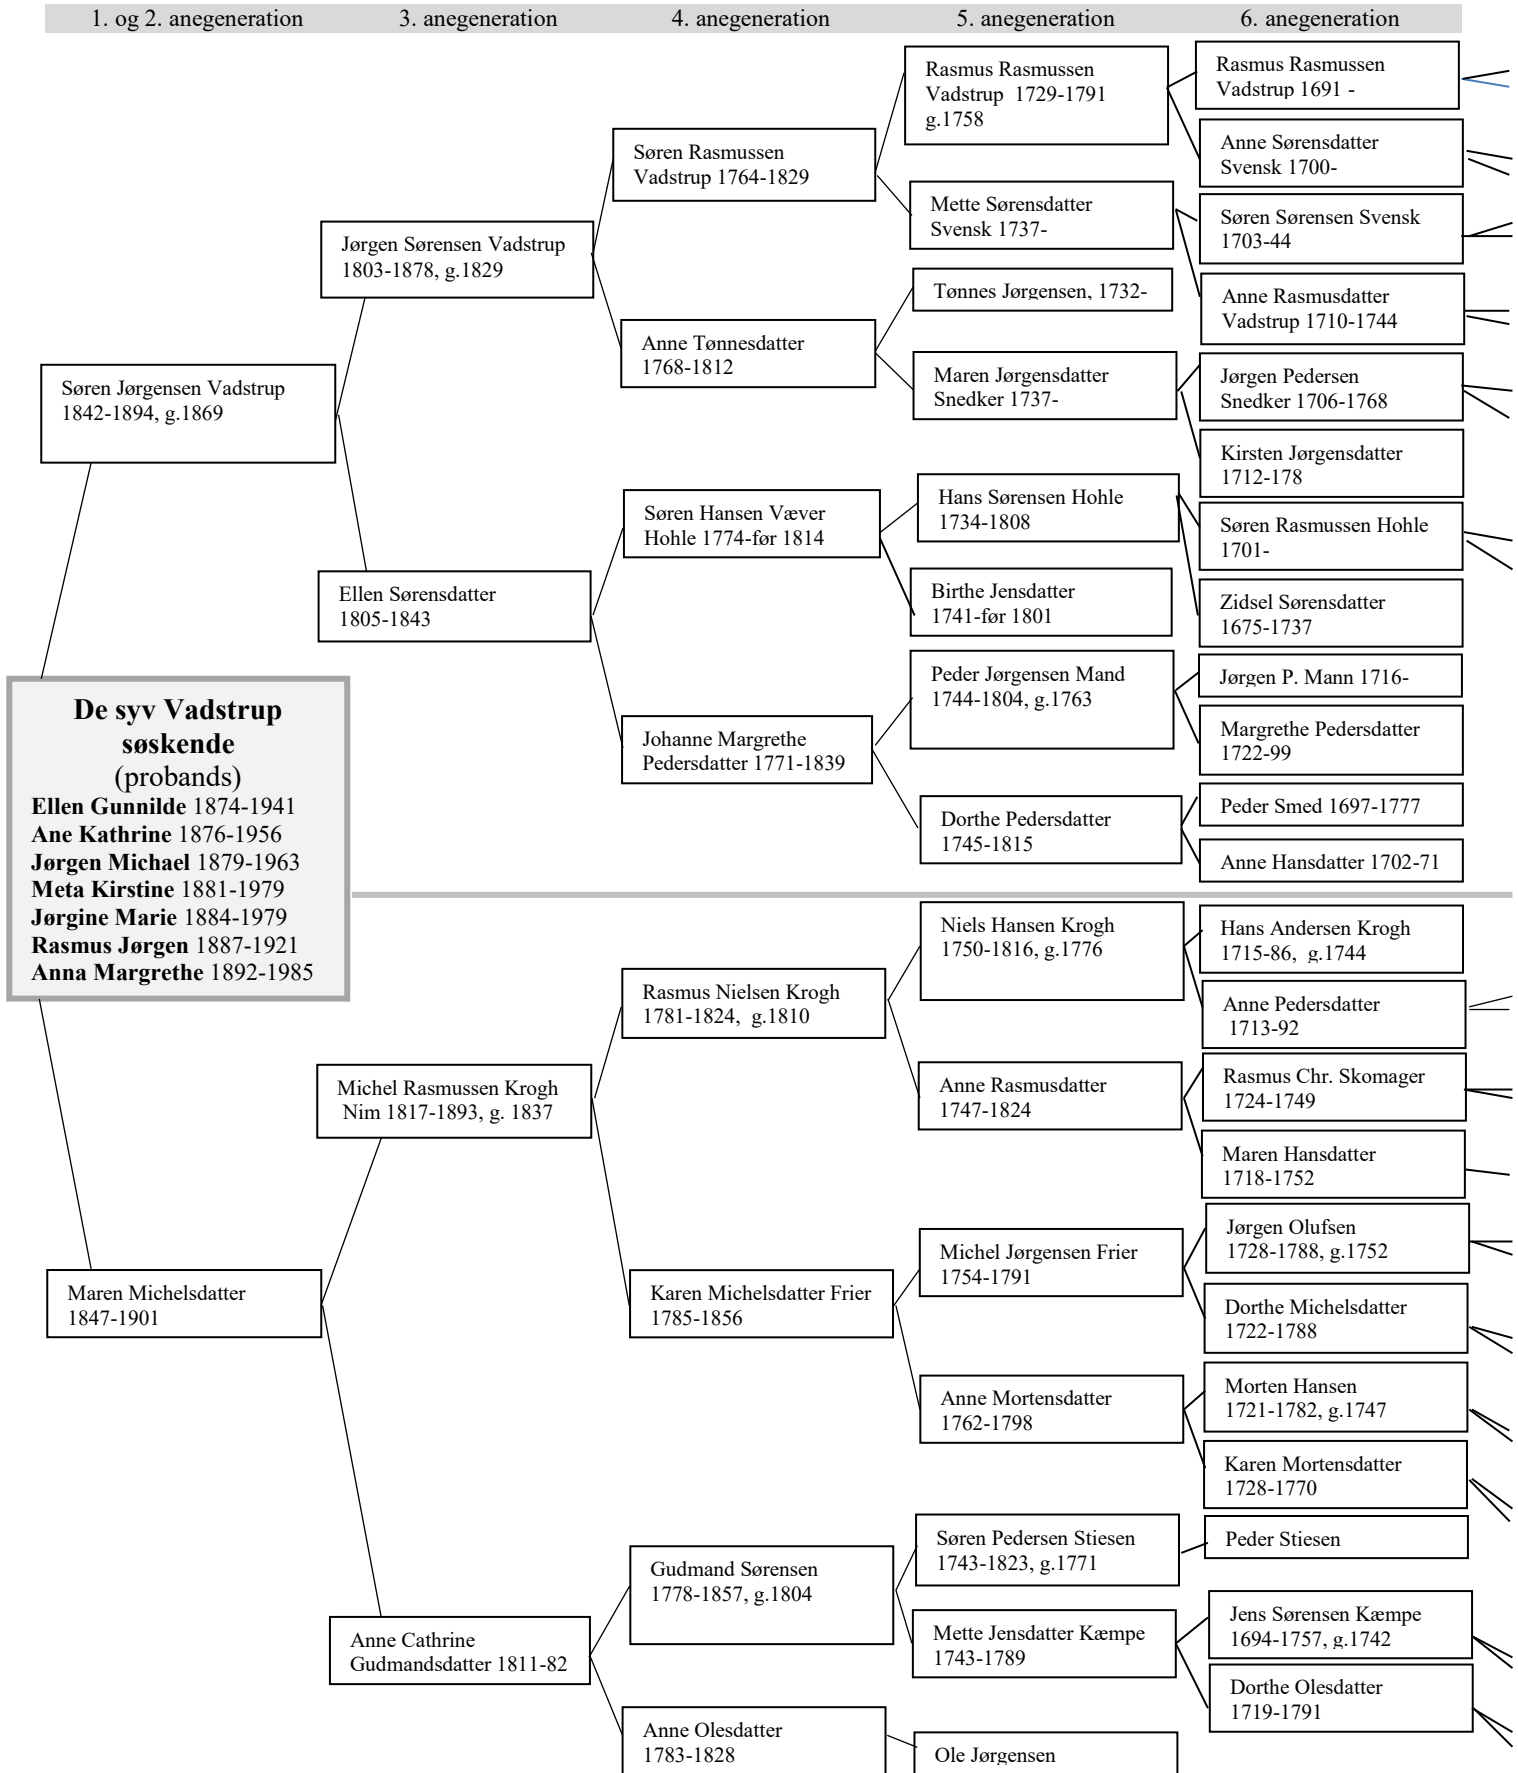 1. og 2. anegeneration
3. anegeneration
4. anegeneration
5. anegeneration
6. anegeneration
Søren Jørgensen Vadstrup
1842-1894, g.1869
De syv Vadstrup
søskende
(probands)
Ellen Gunnilde 1874-1941
Ane Kathrine 1876-1956
Jørgen Michael 1879-1963
Meta Kirstine 1881-1979
Jørgine Marie 1884-1979
Rasmus Jørgen 1887-1921
Anna Margrethe 1892-1985
Maren Michelsdatter
1847-1901
Jørgen Sørensen Vadstrup
1803-1878, g.1829
Ellen Sørensdatter
1805-1843
Michel Rasmussen Krogh
Nim 1817-1893, g. 1837
Anne Cathrine
Gudmandsdatter 1811-82
Søren Rasmussen
Vadstrup 1764-1829
Anne Tønnesdatter
1768-1812
Søren Hansen Væver
Hohle 1774-før 1814
Johanne Margrethe
Pedersdatter 1771-1839
Rasmus Nielsen Krogh
1781-1824, g.1810
Karen Michelsdatter Frier
1785-1856
Gudmand Sørensen
1778-1857, g.1804
Anne Olesdatter
1783-1828
Rasmus Rasmussen
Vadstrup 1729-1791
g.1758
Mette Sørensdatter
Svensk 1737-
Tønnes Jørgensen, 1732-
Maren Jørgensdatter
Snedker 1737-
Hans Sørensen Hohle
1734-1808
Birthe Jensdatter
1741-før 1801
Peder Jørgensen Mand
1744-1804, g.1763
Dorthe Pedersdatter
1745-1815
Niels Hansen Krogh
1750-1816, g.1776
Anne Rasmusdatter
1747-1824
Michel Jørgensen Frier
1754-1791
Anne Mortensdatter
1762-1798
Søren Pedersen Stiesen
1743-1823, g.1771
Mette Jensdatter Kæmpe
1743-1789
Ole Jørgensen
Rasmus Rasmussen
Vadstrup 1691 -
Anne Sørensdatter
Svensk 1700-
Søren Sørensen Svensk
1703-44
Anne Rasmusdatter
Vadstrup 1710-1744
Jørgen Pedersen
Snedker 1706-1768
Kirsten Jørgensdatter
1712-178
Søren Rasmussen Hohle
1701-
Zidsel Sørensdatter
1675-1737
Jørgen P. Mann 1716-
Margrethe Pedersdatter
1722-99
Peder Smed 1697-1777
Anne Hansdatter 1702-71
Hans Andersen Krogh
1715-86, g.1744
Anne Pedersdatter
1713-92
Rasmus Chr. Skomager
1724-1749
Maren Hansdatter
1718-1752
Jørgen Olufsen
1728-1788, g.1752
Dorthe Michelsdatter
1722-1788
Morten Hansen
1721-1782, g.1747
Karen Mortensdatter
1728-1770
Peder Stiesen
Jens Sørensen Kæmpe
1694-1757, g.1742
Dorthe Olesdatter
1719-1791